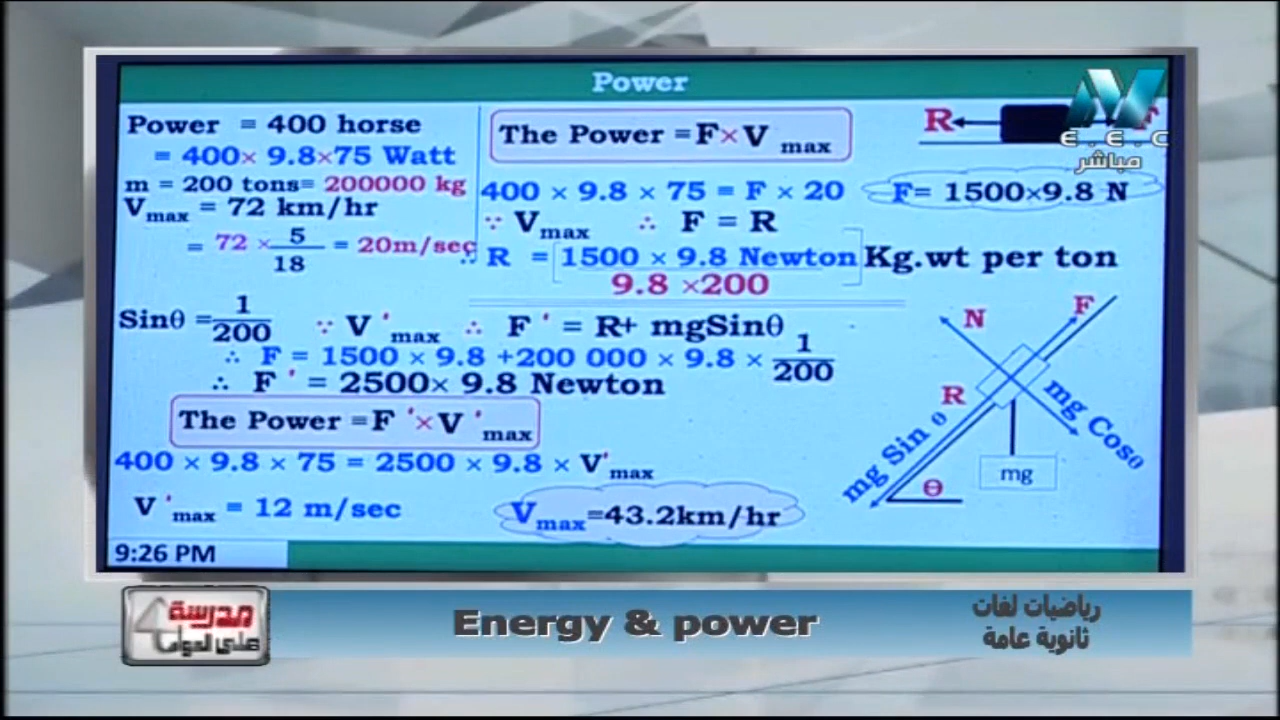 Power
Power = 400 horse
= 400× 9.8×75 Watt
m = 200 tons= 200000 kg
Vmax = 72 km/hr
= 72 × 5/18 = 20m/sec
The Power =F×V max
R F
E.E.C
مباشر
400 × 9.8 × 75 = F × 20
F= 1500×9.8 N
∵ Vmax ∴ F = R
∴ R = [1500 × 9.8 Newton / 9.8 ×200] Kg.wt per ton
Sinθ = 1/200 ∵ V'max ∴ F' = R+ mgSinθ
∴ F = 1500 × 9.8 +200 000 × 9.8 × 1/200
∴ F' = 2500× 9.8 Newton
The Power =F'×V'max
400 × 9.8 × 75 = 2500 × 9.8 × V'max
V'max = 12 m/sec
Vmax=43.2km/hr
N
F
R
mg Sin θ
mg Cosθ
mg
θ
9:26 PM
مدرسة
على الهواء
Energy & power
رياضيات لغات
ثانوية عامة